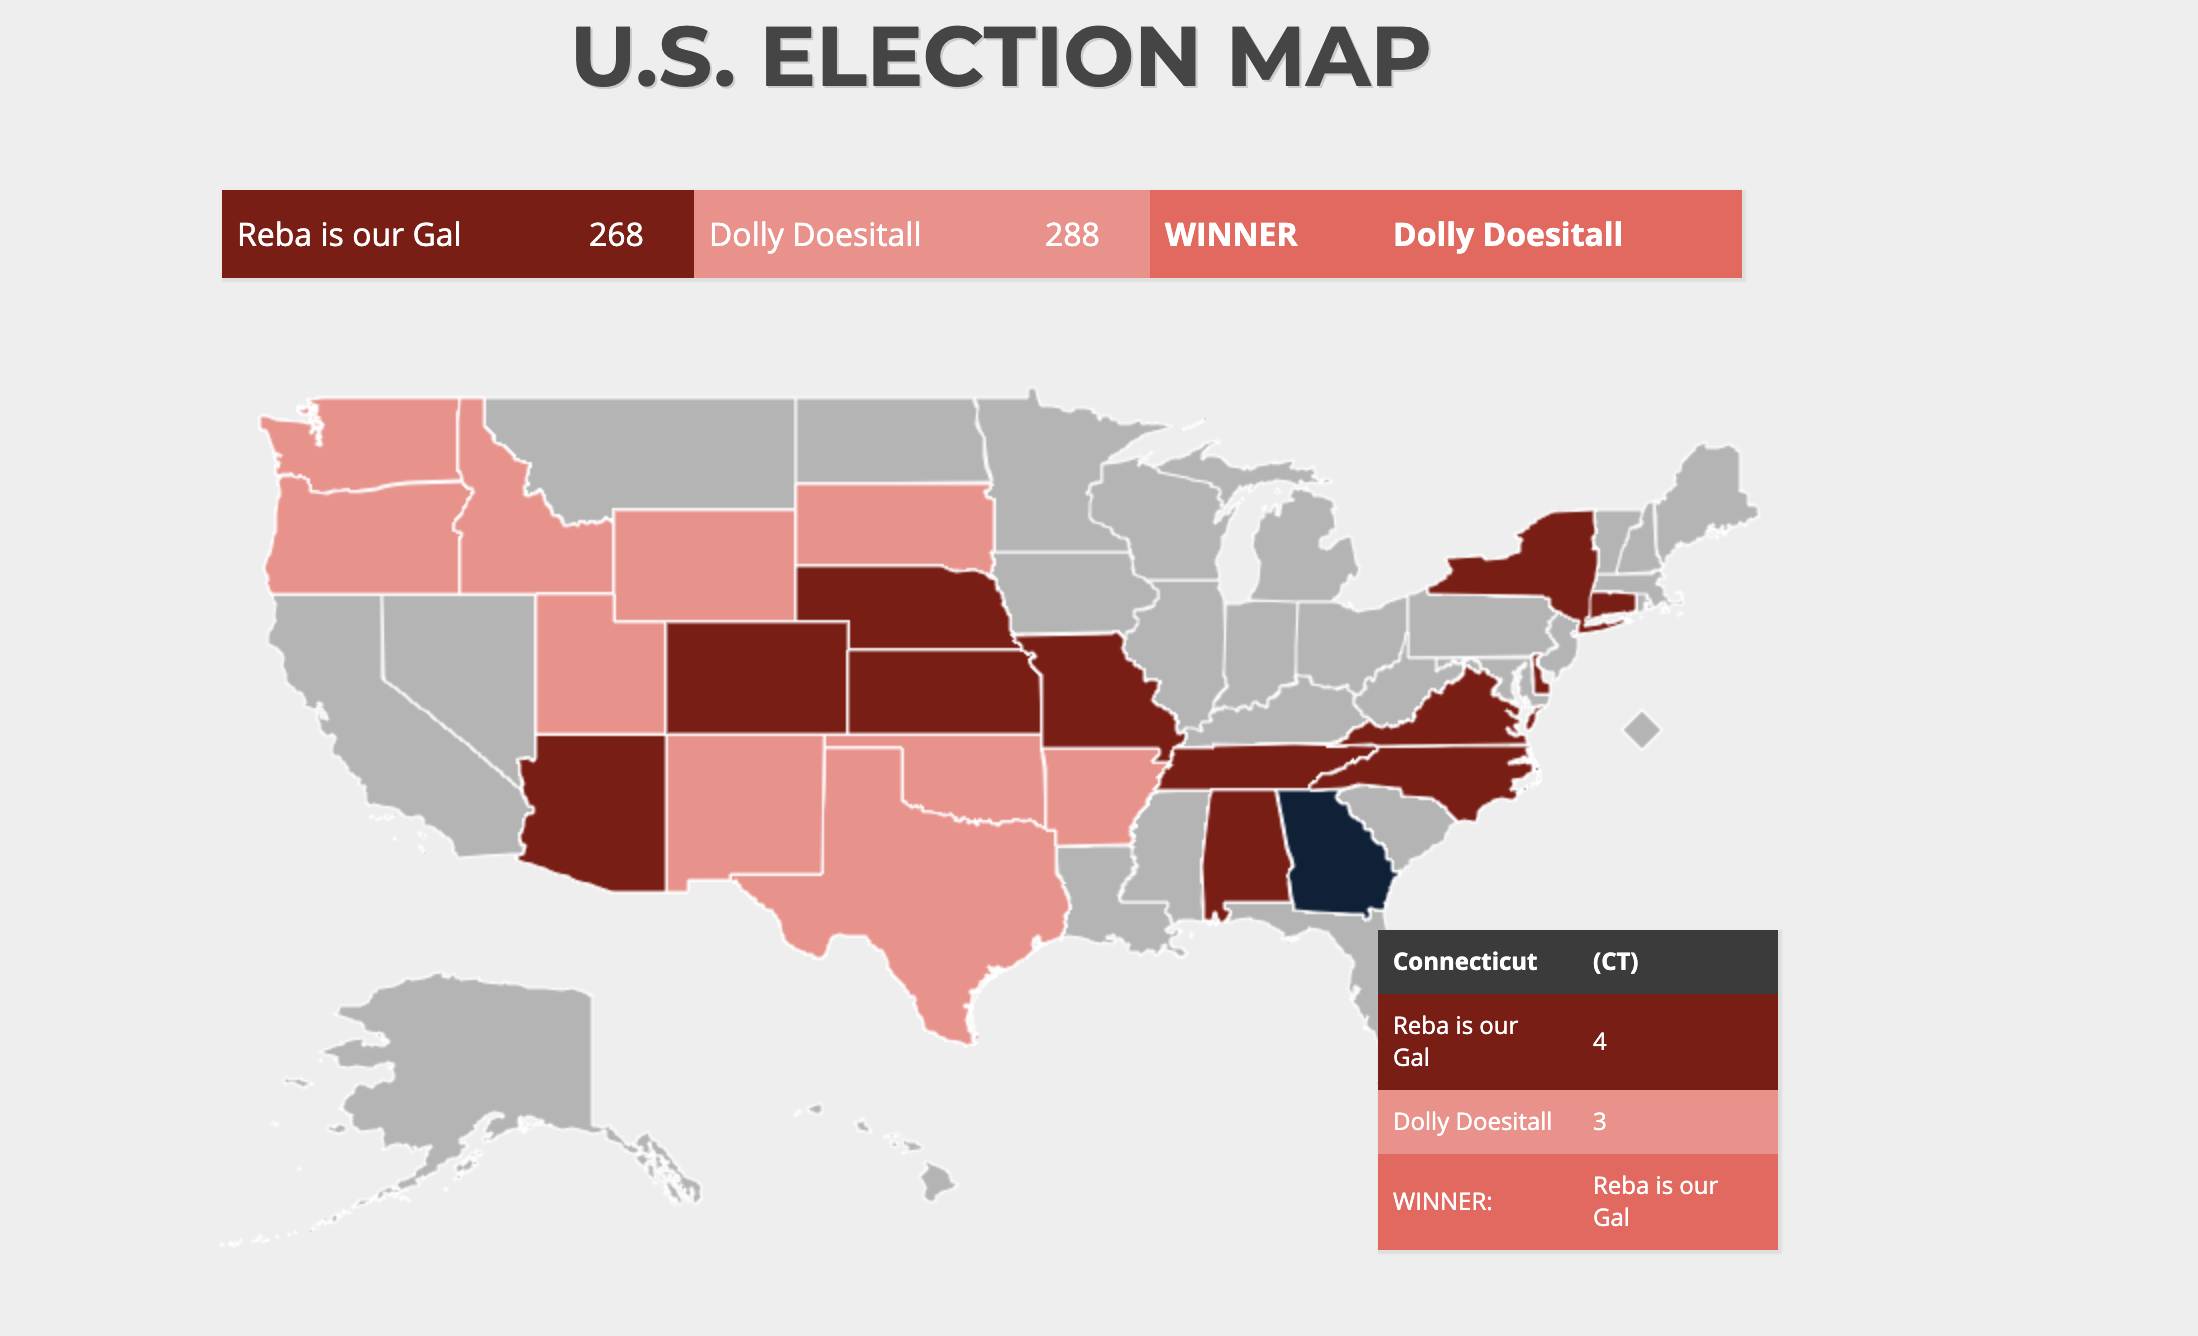 U.S. ELECTION MAP
Reba is our Gal 268 Dolly Doesitall 288 WINNER Dolly Doesitall
Connecticut (CT)
Reba is our
Gal
4
Dolly Doesitall 3
WINNER:
Reba is our
Gal